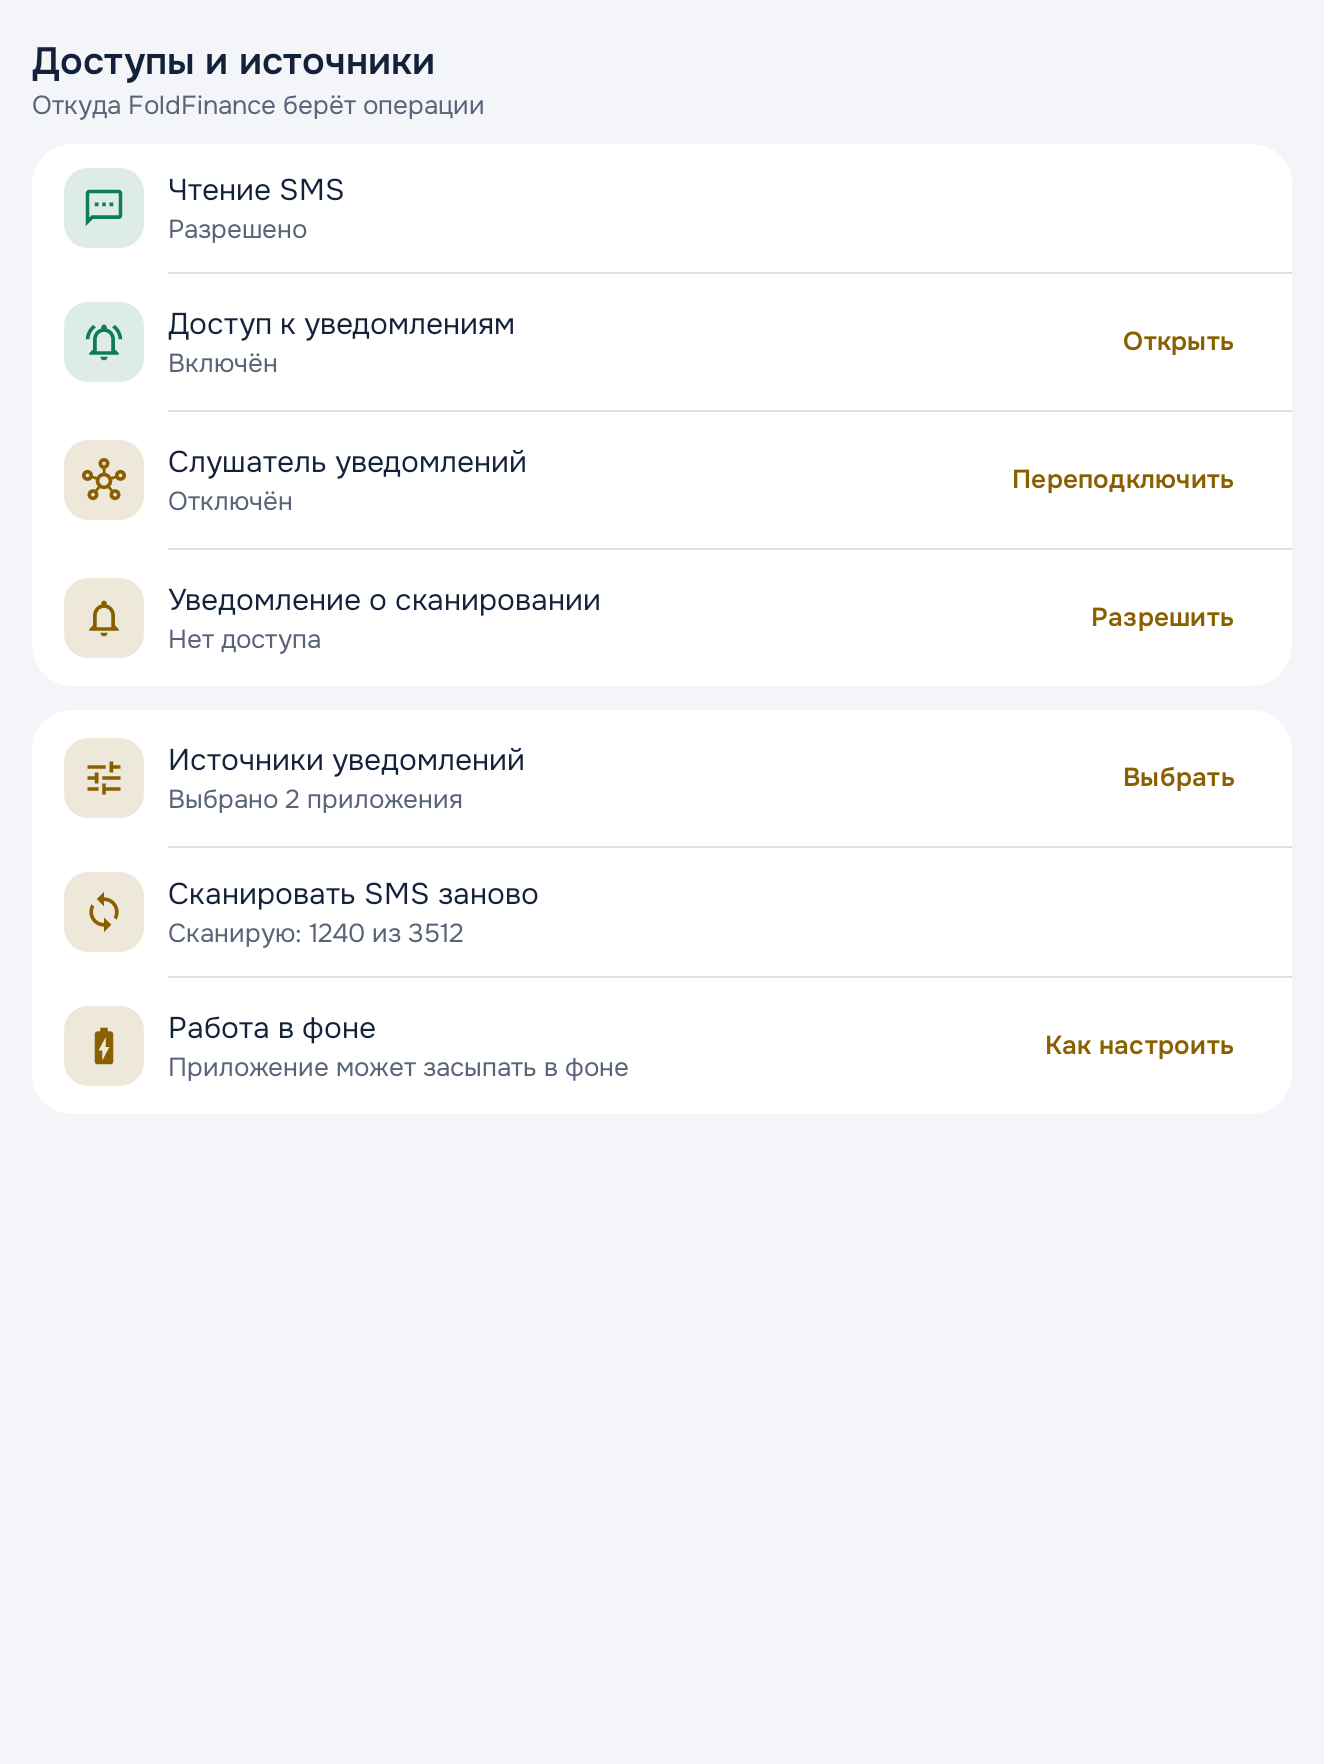 Доступы и источники
Откуда FoldFinance берёт операции
Чтение SMS
Разрешено
Доступ к уведомлениям
Включён
Открыть
Слушатель уведомлений
Отключён
Переподключить
Уведомление о сканировании
Нет доступа
Разрешить
Источники уведомлений
Выбрано 2 приложения
Выбрать
Сканировать SMS заново
Сканирую: 1240 из 3512
Работа в фоне
Приложение может засыпать в фоне
Как настроить